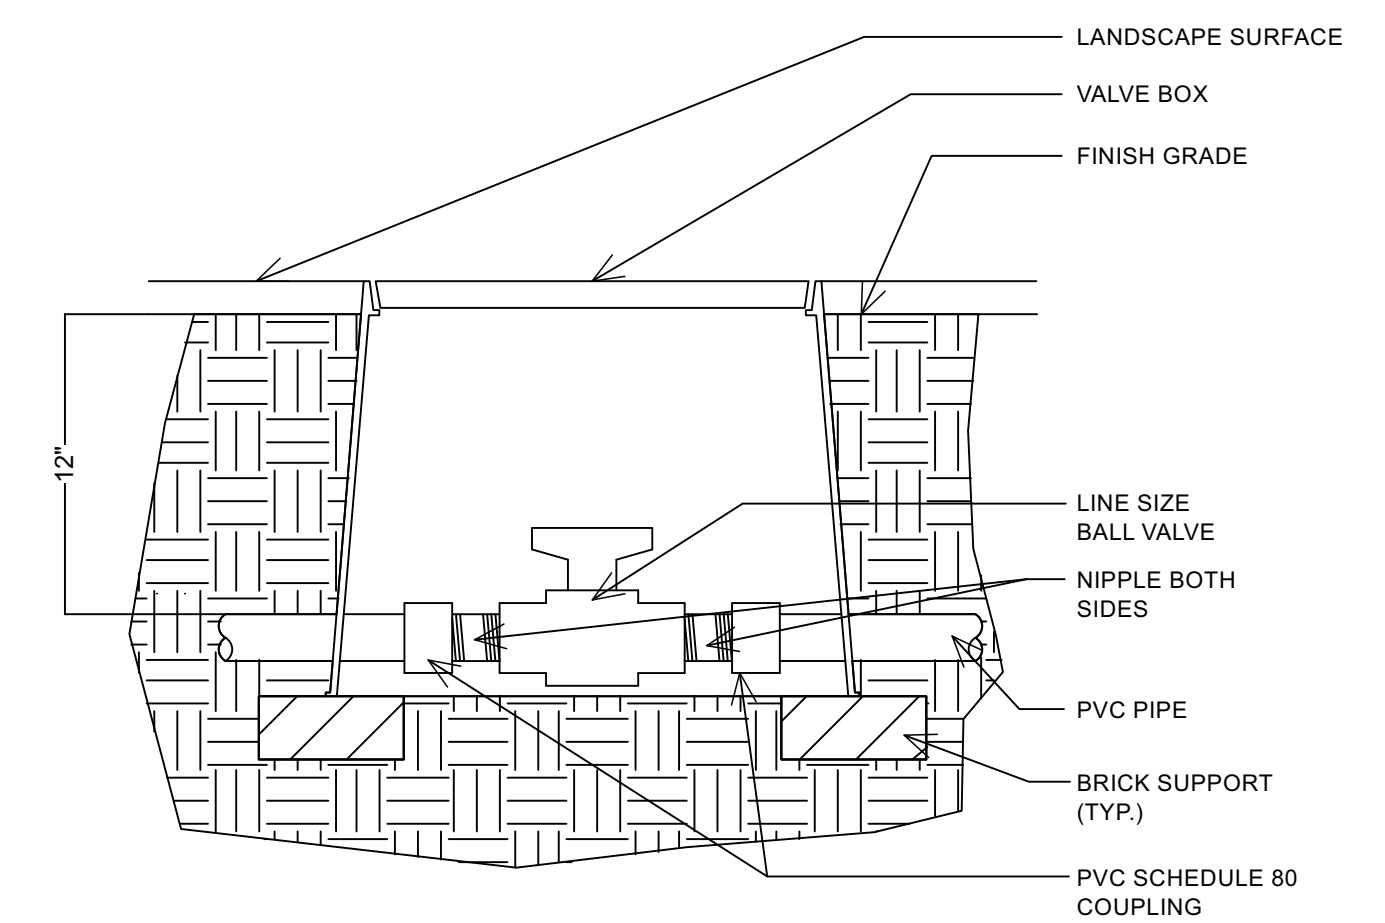 LANDSCAPE SURFACE
VALVE BOX
FINISH GRADE
12"
LINE SIZE
BALL VALVE
NIPPLE BOTH
SIDES
PVC PIPE
BRICK SUPPORT
(TYP.)
PVC SCHEDULE 80
COUPLING